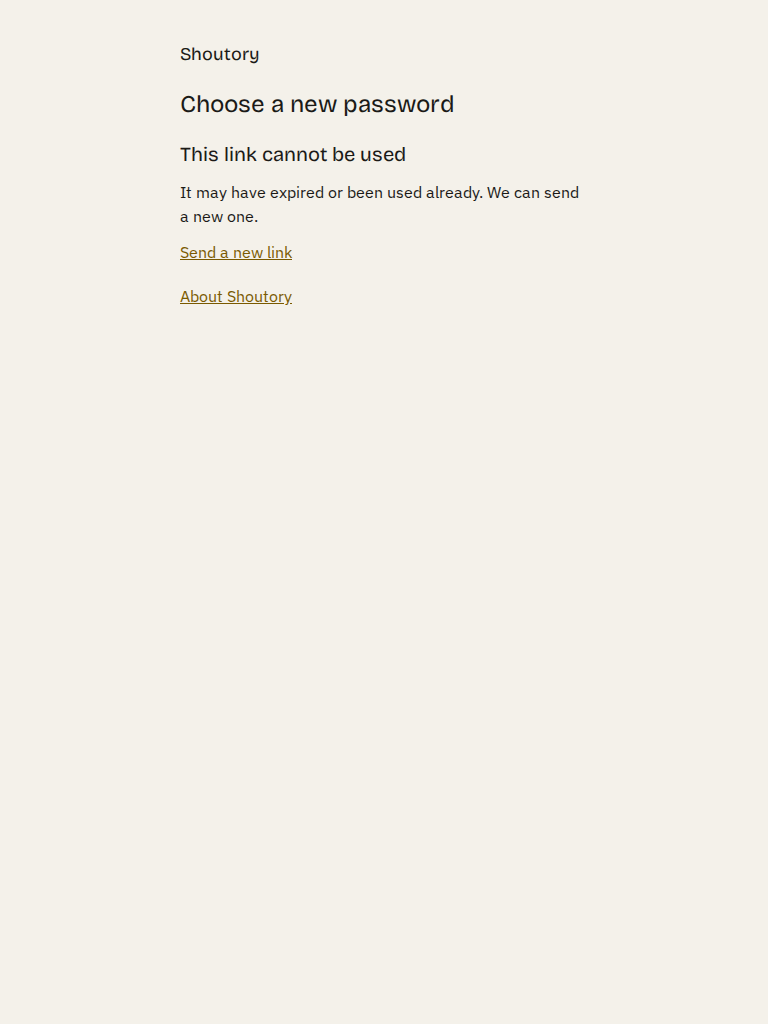 Shoutory
Choose a new password
This link cannot be used
It may have expired or been used already. We can send
a new one.
Send a new link
About Shoutory